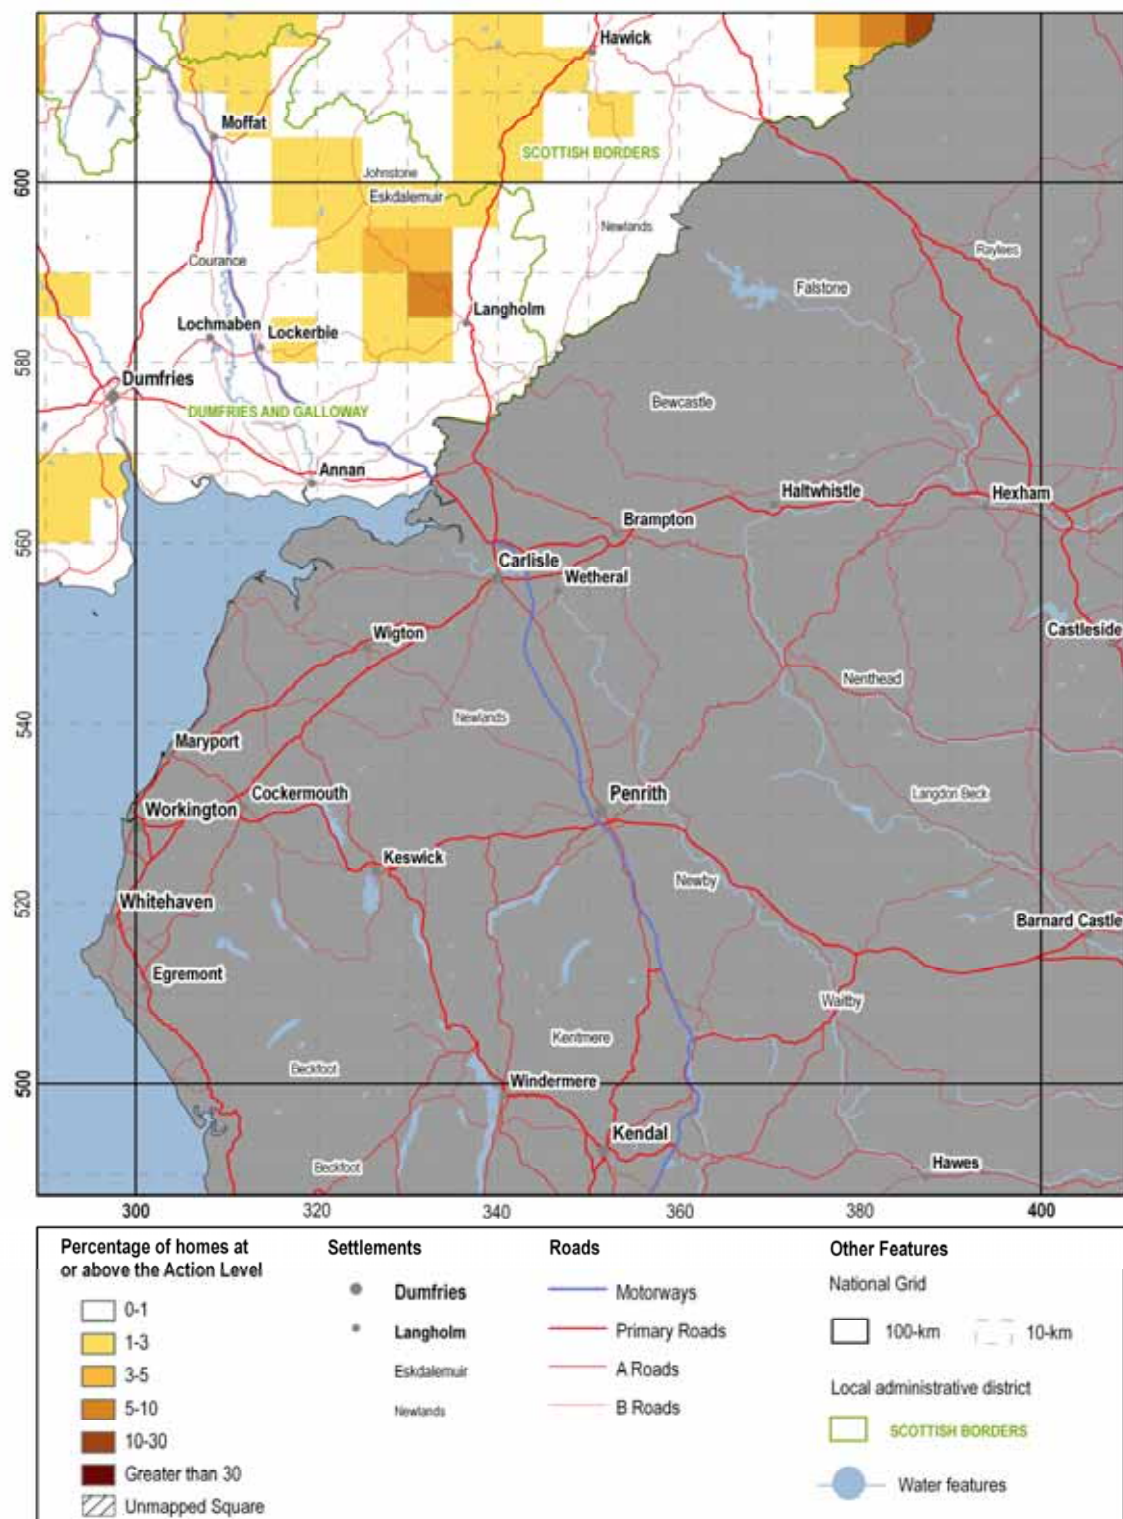 Hawick
Moffat
SCOTTISH BORDERS
Johnstone
600
Eskdalemuir
Newlands
Raylees
Courance
Falstone
Langholm
Lochmaben
Lockerbie
580
Dumfries
Bewcastle
DUMFRIES AND GALLOWAY
Annan
Haltwhistle
Hexham
Brampton
560
Carlisle
Wetheral
Wigton
Castleside
Nenthead
Newlands
540
Maryport
Cockermouth
Penrith
Langdon Beck
Workington
Keswick
Newby
520
Whitehaven
Barnard Castle
Egremont
Waitby
Kentmere
Beckfoot
500
Windermere
Kendal
Hawes
Beckfoot
300 320 340 360 380 400
Percentage of homes at
or above the Action Level
0-1
1-3
3-5
5-10
10-30
Greater than 30
Unmapped Square
Settlements
Dumfries
Langholm
Eskdalemuir
Newlands
Roads
Motorways
Primary Roads
A Roads
B Roads
Other Features
National Grid
100-km 10-km
Local administrative district
SCOTTISH BORDERS
Water features